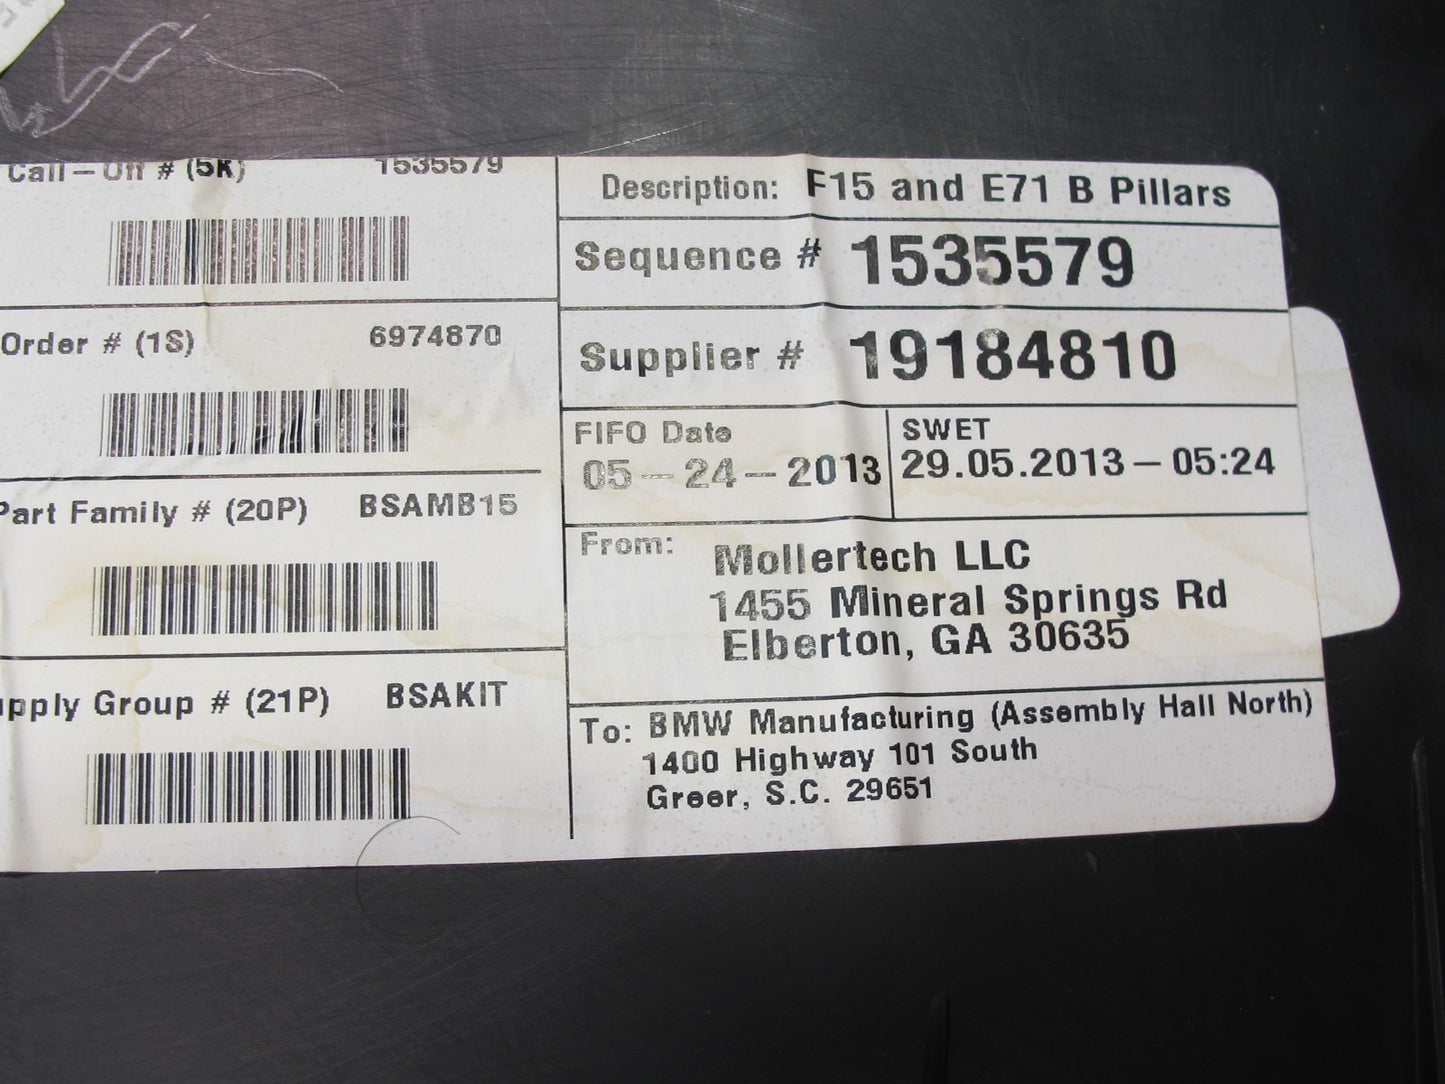 Call-Off # (5K) 1535579
Order # (1S) 6974870
Part Family # (20P) BSAMB15
upply Group # (21P) BSAKIT
Description: F15 and E71 B Pillars
Sequence # 1535579
Supplier # 19184810
FIFO Date
05-24-2013
SWET
29.05.2013-05:24
From: Mollertech LLC
1455 Mineral Springs Rd
Elberton, GA 30635
To: BMW Manufacturing (Assembly Hall North)
1400 Highway 101 South
Greer, S.C. 29651